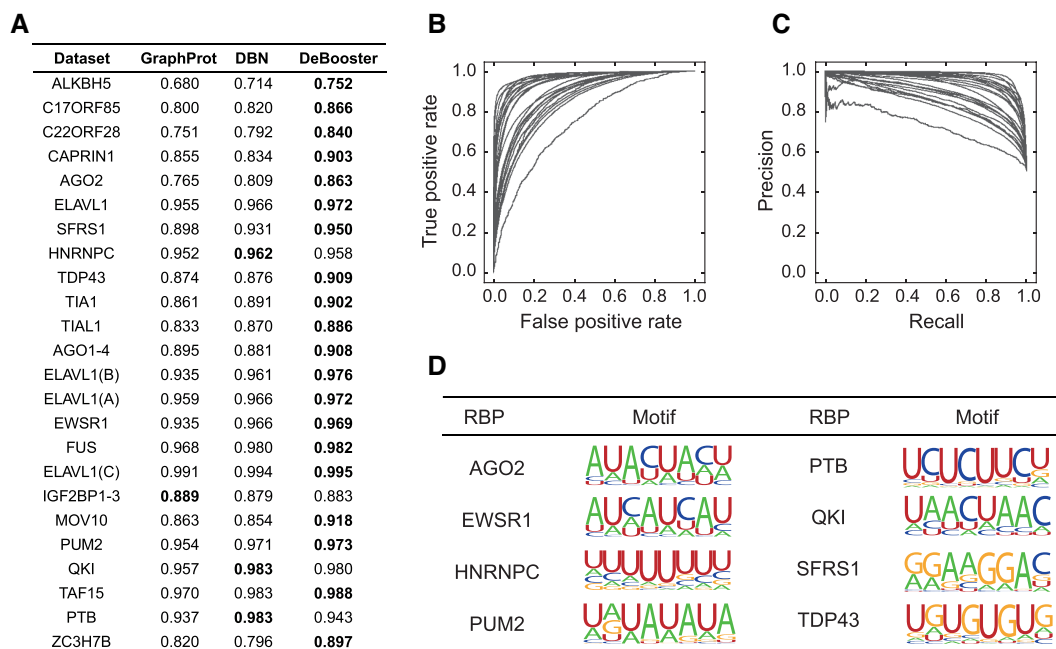 A
Dataset GraphProt DBN DeBooster
ALKBH5 0.680 0.714 0.752
C17ORF85 0.800 0.820 0.866
C22ORF28 0.751 0.792 0.840
CAPRIN1 0.855 0.834 0.903
AGO2 0.765 0.809 0.863
ELAVL1 0.955 0.966 0.972
SFRS1 0.898 0.931 0.950
HNRNPC 0.952 0.962 0.958
TDP43 0.874 0.876 0.909
TIA1 0.861 0.891 0.902
TIAL1 0.833 0.870 0.886
AGO1-4 0.895 0.881 0.908
ELAVL1(B) 0.935 0.961 0.976
ELAVL1(A) 0.959 0.966 0.972
EWSR1 0.935 0.966 0.969
FUS 0.968 0.980 0.982
ELAVL1(C) 0.991 0.994 0.995
IGF2BP1-3 0.889 0.879 0.883
MOV10 0.863 0.854 0.918
PUM2 0.954 0.971 0.973
QKI 0.957 0.983 0.980
TAF15 0.970 0.983 0.988
PTB 0.937 0.983 0.943
ZC3H7B 0.820 0.796 0.897
B
True positive rate
1.0
0.8
0.6
0.4
0.2
0.0
0.0 0.2 0.4 0.6 0.8 1.0
False positive rate
C
Precision
1.0
0.8
0.6
0.4
0.2
0.0
0.0 0.2 0.4 0.6 0.8 1.0
Recall
D
RBP Motif RBP Motif
AGO2 AUACUACU PTB UCUCUUCU
EWSR1 AUCAUCAU QKI UAACUAAC
HNRNPC UUUUUUUU SFRS1 GGAAGGAC
PUM2 UAUAUAUA TDP43 UGUGUGUG